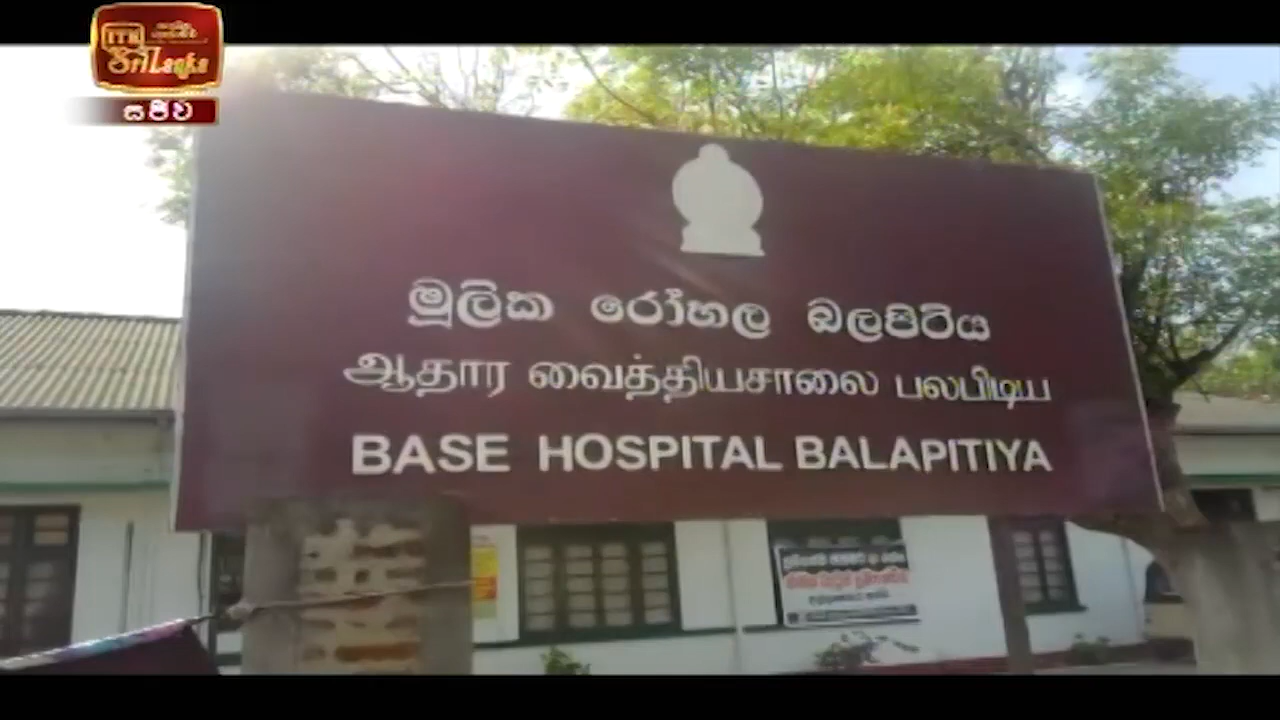 ITN
Sri Lanka
සජීව
මූලික රෝහල බලපිටිය
ஆதார வைத்தியசாலை பலபிடிய
BASE HOSPITAL BALAPITIYA